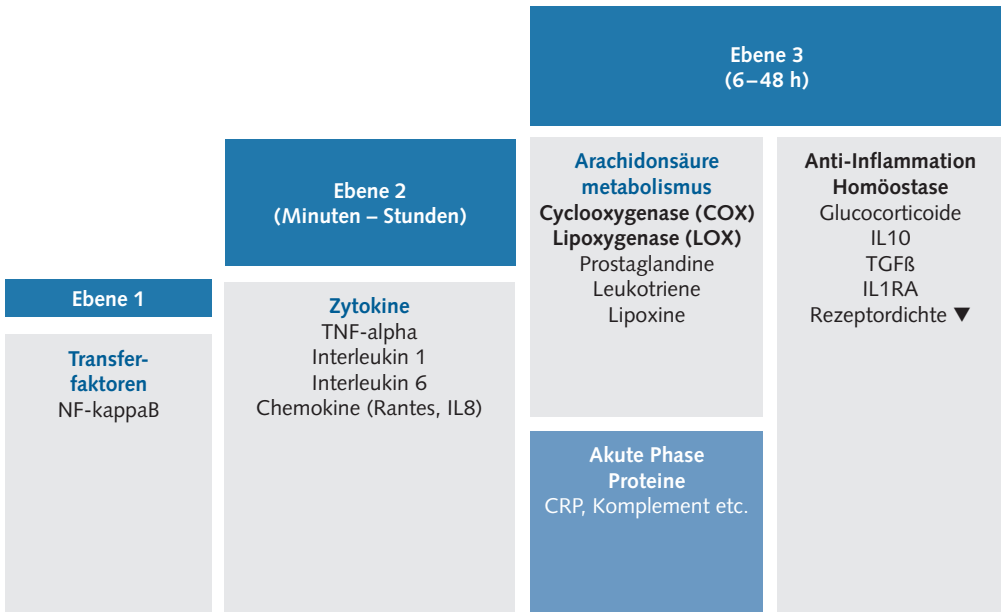 Ebene 1
Transfer-
faktoren
NF-kappaB
Ebene 2
(Minuten – Stunden)
Zytokine
TNF-alpha
Interleukin 1
Interleukin 6
Chemokine (Rantes, IL8)
Ebene 3
(6–48 h)
Arachidonsäure
metabolismus
Cyclooxygenase (COX)
Lipoxygenase (LOX)
Prostaglandine
Leukotriene
Lipoxine
Akute Phase
Proteine
CRP, Komplement etc.
Anti-Inflammation
Homöostase
Glucocorticoide
IL10
TGFß
IL1RA
Rezeptordichte ▼